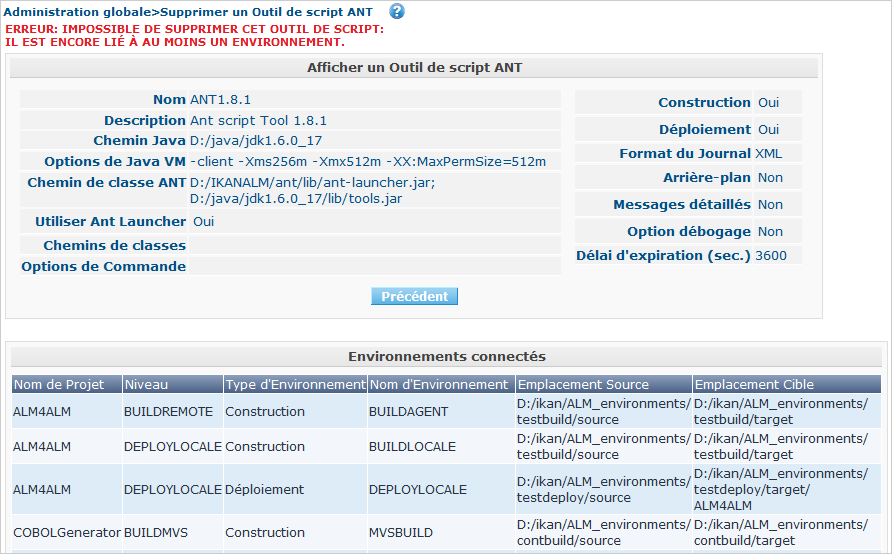 Administration globale>Supprimer un Outil de script ANT ?
ERREUR: IMPOSSIBLE DE SUPPRIMER CET OUTIL DE SCRIPT:
IL EST ENCORE LIÉ À AU MOINS UN ENVIRONNEMENT.
Afficher un Outil de script ANT
Nom ANT1.8.1
Description Ant script Tool 1.8.1
Chemin Java D:/java/jdk1.6.0_17
Options de Java VM -client -Xms256m -Xmx512m -XX:MaxPermSize=512m
Chemin de classe ANT D:/IKANALM/ant/lib/ant-launcher.jar;
D:/java/jdk1.6.0_17/lib/tools.jar
Utiliser Ant Launcher Oui
Chemins de classes
Options de Commande
Construction Oui
Déploiement Oui
Format du Journal XML
Arrière-plan Non
Messages détaillés Non
Option débogage Non
Délai d'expiration (sec.) 3600
Précédent
Environnements connectés
Nom de Projet Niveau Type d'Environnement Nom d'Environnement Emplacement Source Emplacement Cible
ALM4ALM BUILDREMOTE Construction BUILDAGENT D:/ikan/ALM_environments/ D:/ikan/ALM_environments/
testbuild/source testbuild/target
ALM4ALM DEPLOYLOCALE Construction BUILDLOCALE D:/ikan/ALM_environments/ D:/ikan/ALM_environments/
testbuild/source testbuild/target
ALM4ALM DEPLOYLOCALE Déploiement DEPLOYLOCALE D:/ikan/ALM_environments/ D:/ikan/ALM_environments/
testdeploy/source testdeploy/target/
ALM4ALM
COBOLGenerator BUILDMVS Construction MVSBUILD D:/ikan/ALM_environments/ D:/ikan/ALM_environments/
contbuild/source contbuild/target